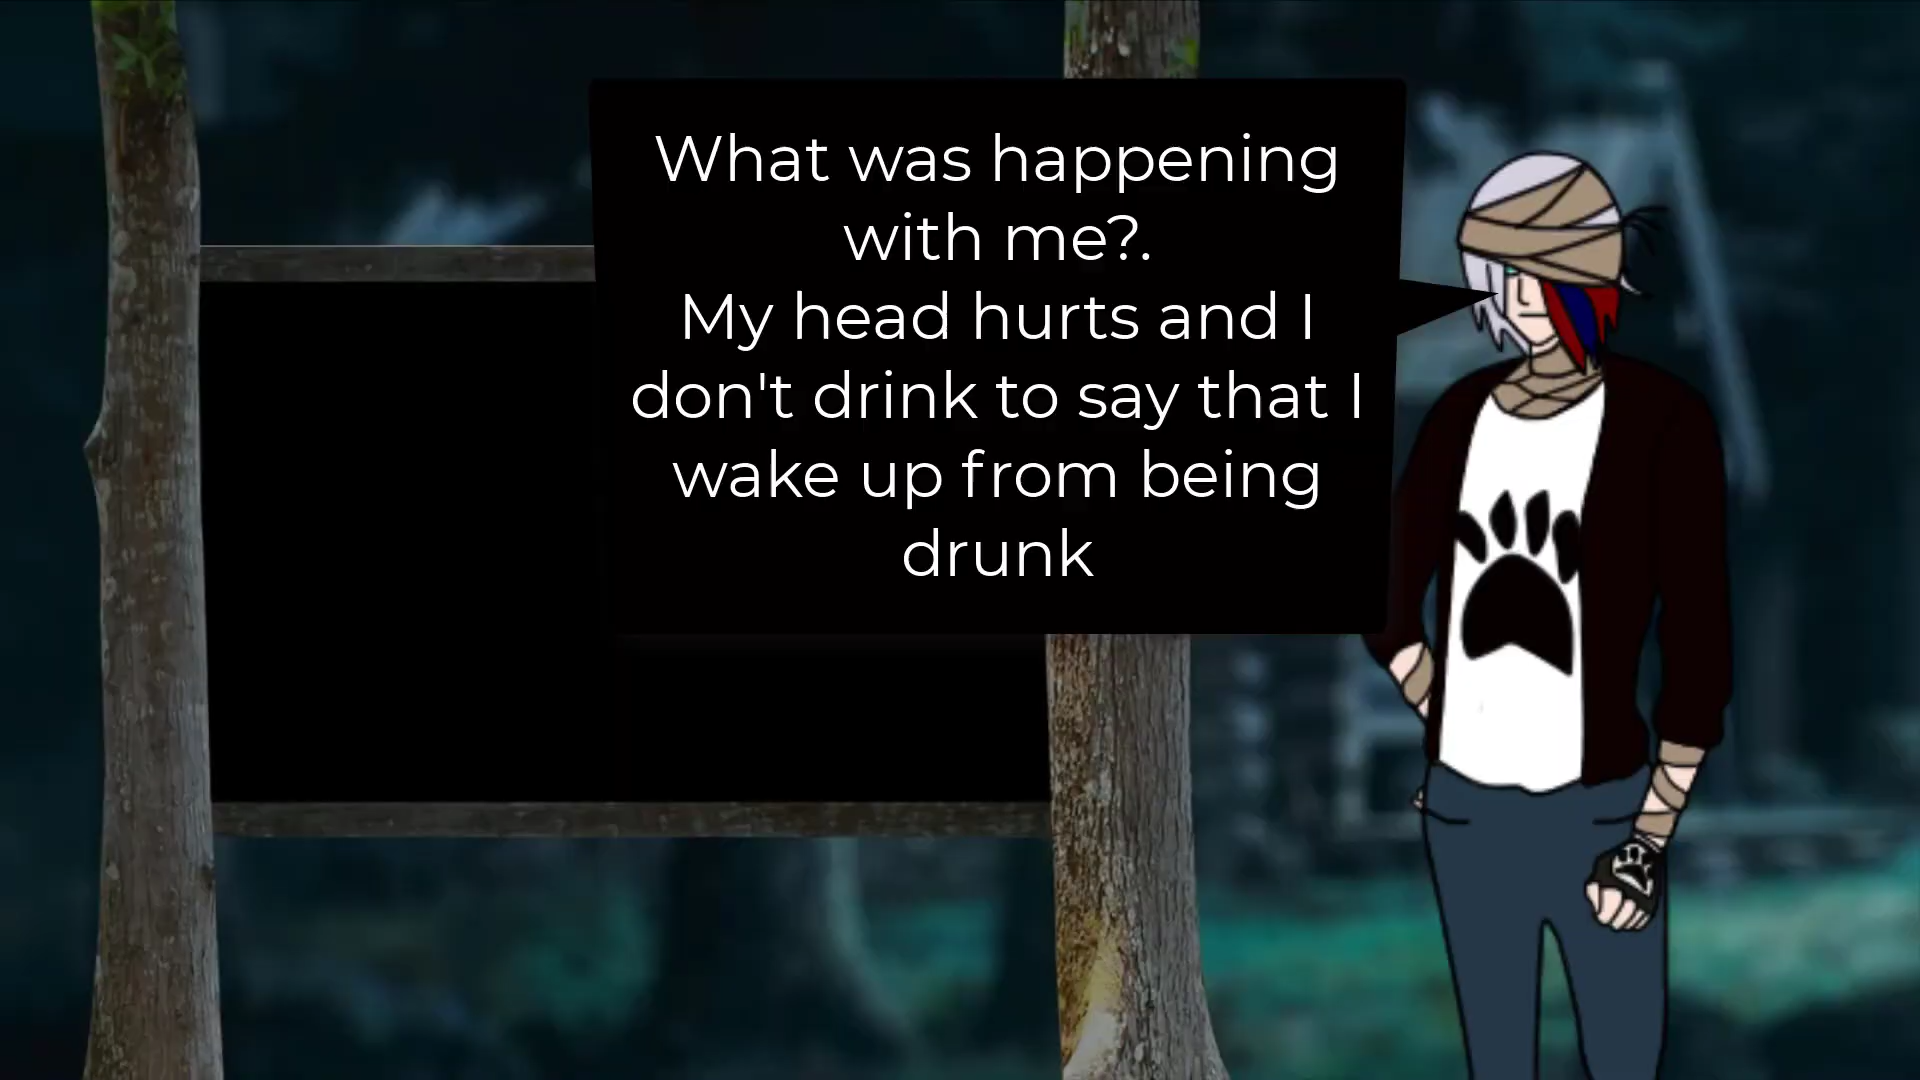 What was happening
with me?.
My head hurts and I
don't drink to say that I
wake up from being
drunk